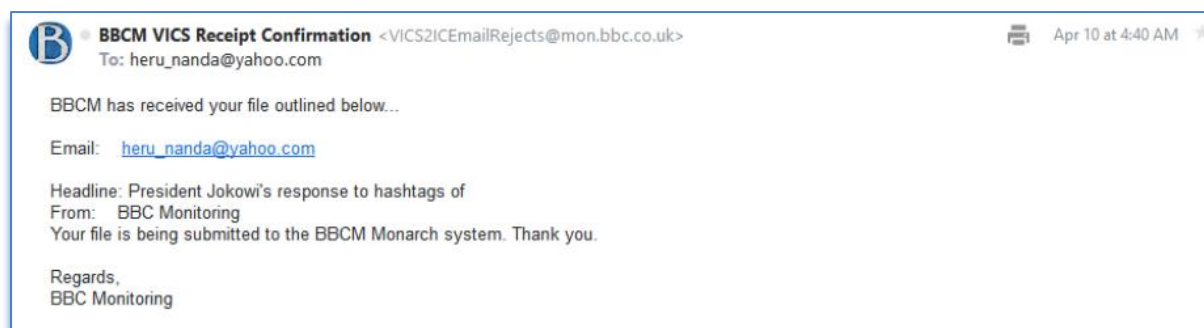 B
BBCM VICS Receipt Confirmation <VICS2ICEmailRejects@mon.bbc.co.uk>
Apr 10 at 4:40 AM
To: heru_nanda@yahoo.com
BBCM has received your file outlined below...
Email: heru_nanda@yahoo.com
Headline: President Jokowi's response to hashtags of
From: BBC Monitoring
Your file is being submitted to the BBCM Monarch system. Thank you.
Regards,
BBC Monitoring